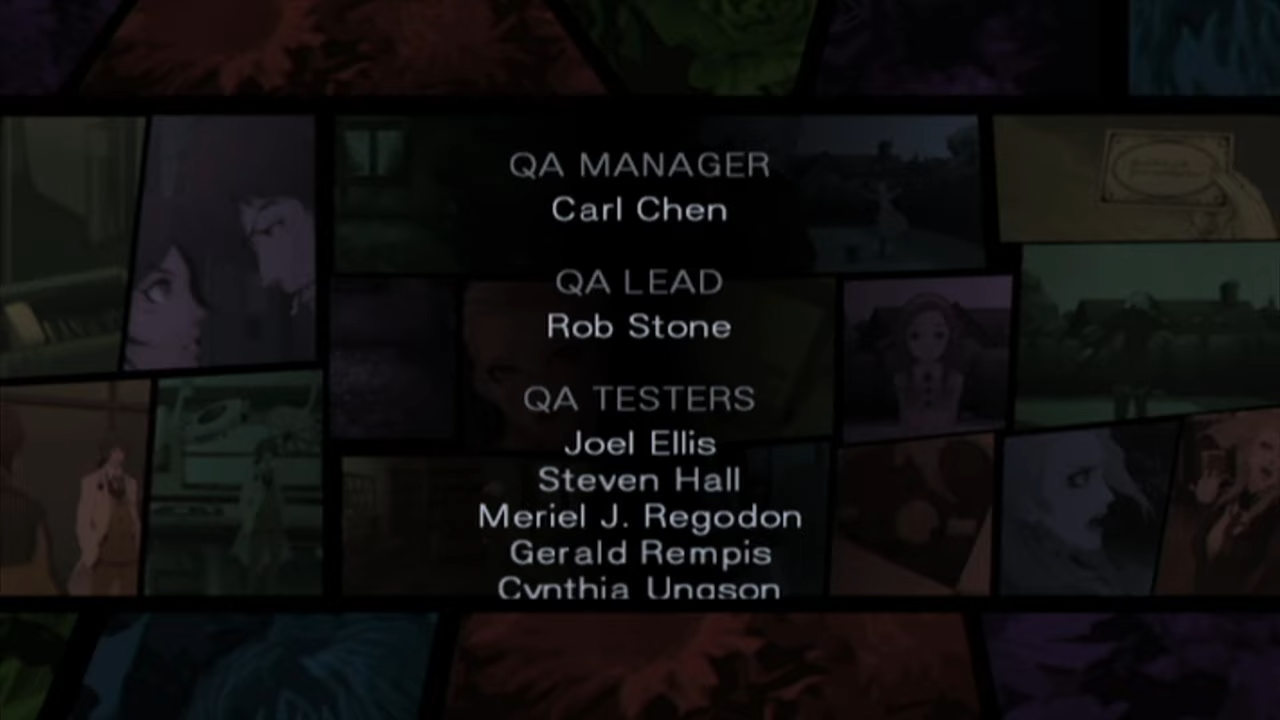 QA MANAGER
Carl Chen
QA LEAD
Rob Stone
QA TESTERS
Joel Ellis
Steven Hall
Meriel J. Regodon
Gerald Rempis
Cynthia Ungson